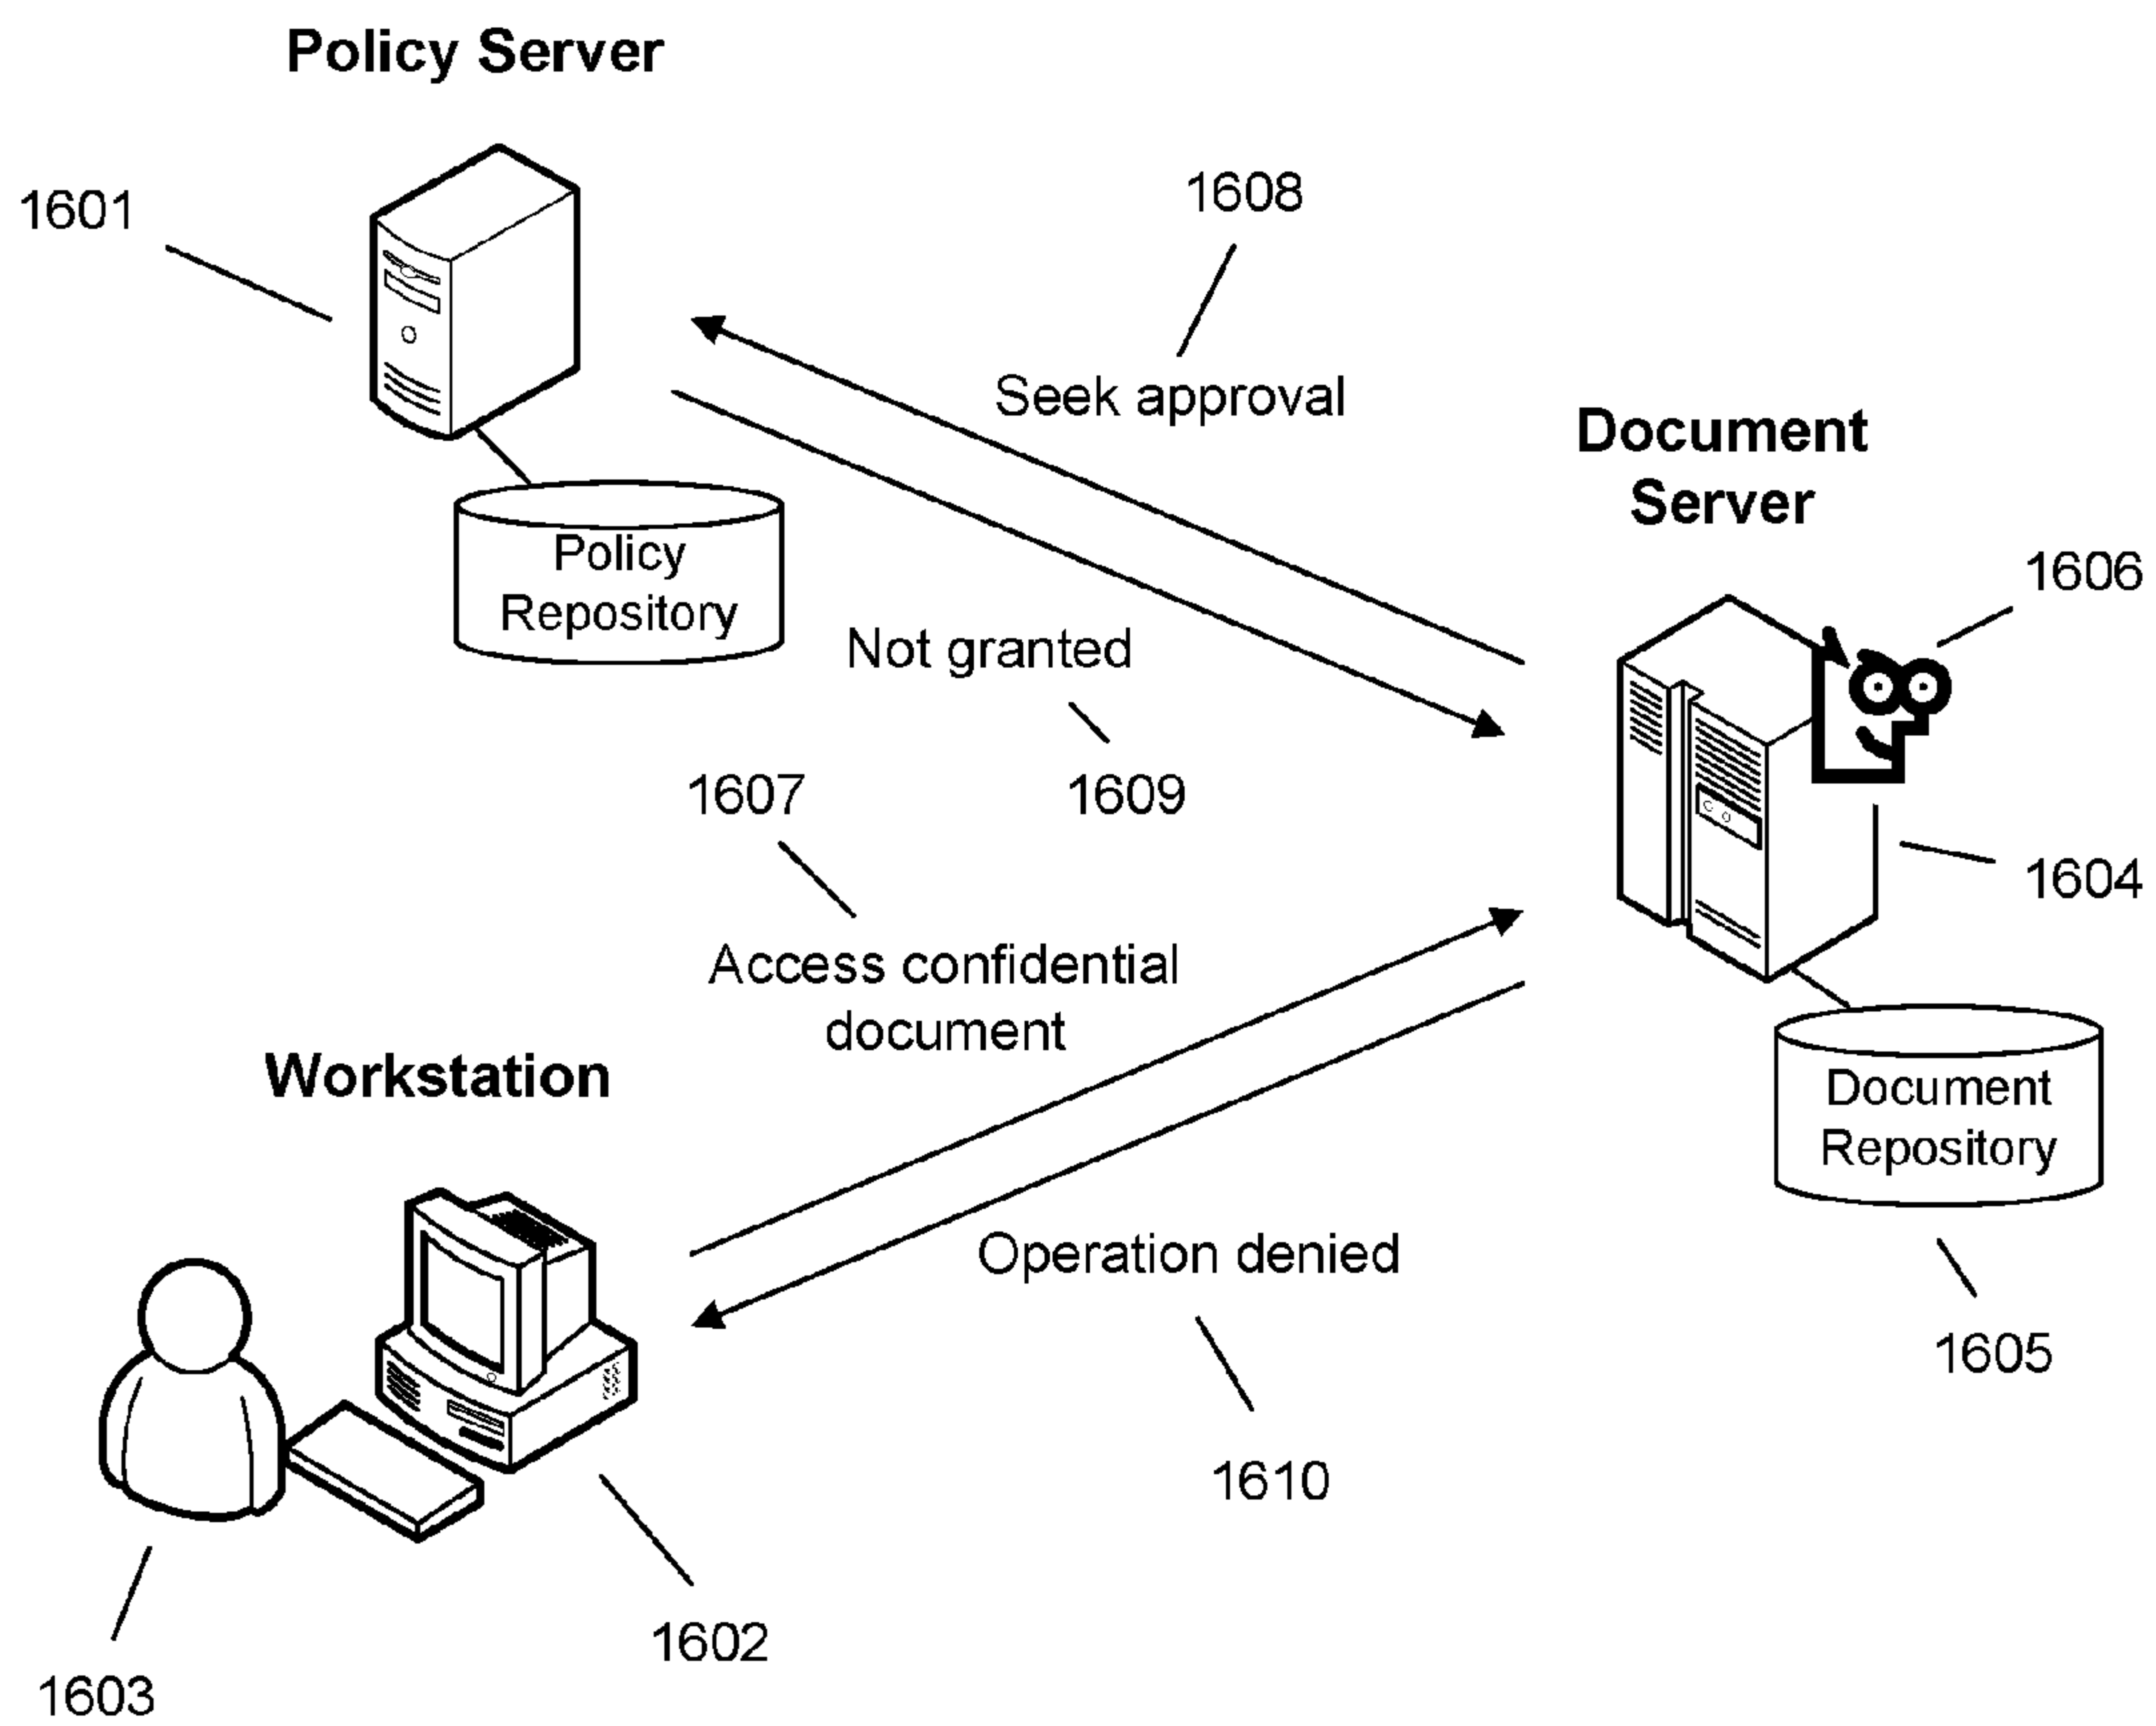 Policy Server
1601
1608
Seek approval
Document
Server
Policy
Repository
1606
Not granted
1607
1609
1604
Access confidential
document
Workstation
Document
Repository
Operation denied
1605
1610
1602
1603